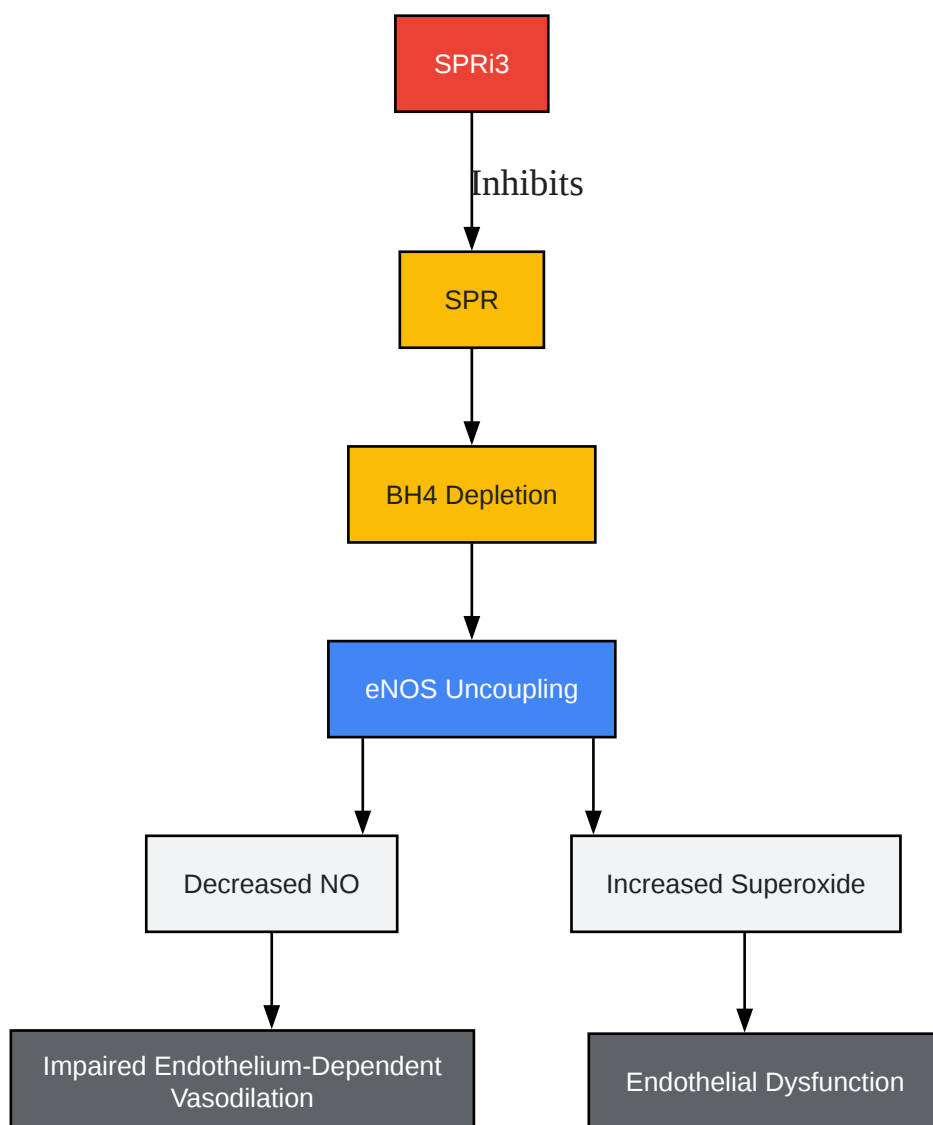 SPRi3
Inhibits
SPR
BH4 Depletion
eNOS Uncoupling
Decreased NO
Increased Superoxide
Impaired Endothelium-Dependent
Vasodilation
Endothelial Dysfunction